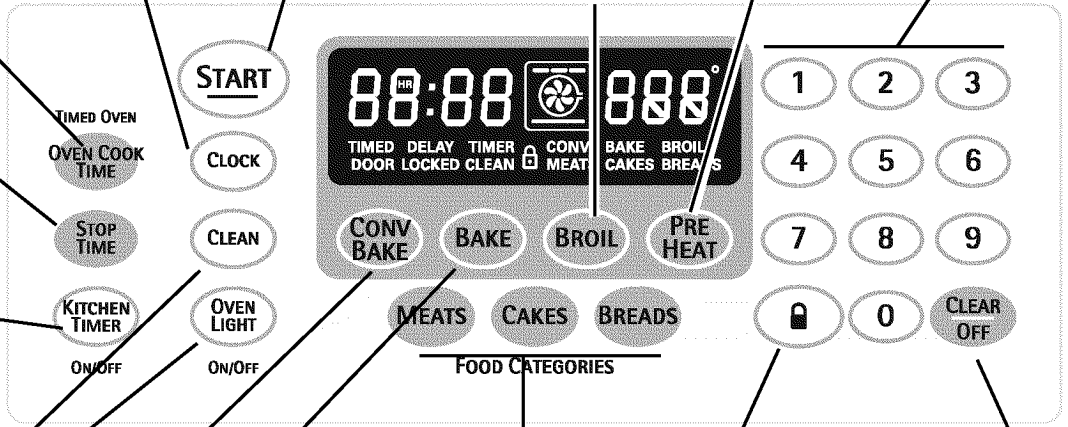 START
TIMED OVEN
OVEN COOK
TIME
CLOCK
STOP
TIME
CLEAN
KITCHEN
TIMER
ON/OFF
OVEN
LIGHT
ON/OFF
88:88 888°
HR
TIMED DELAY TIMER CONV BAKE BROIL
DOOR LOCKED CLEAN MEATS CAKES BREADS
CONV
BAKE
BAKE
BROIL
PRE
HEAT
MEATS
CAKES
BREADS
FOOD CATEGORIES
1 2 3
4 5 6
7 8 9
0
CLEAR
OFF